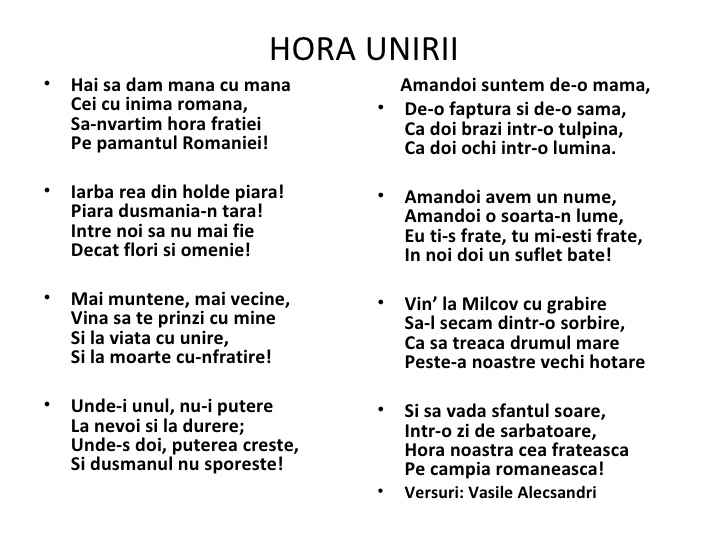 HORA UNIRII
• Hai sa dam mana cu mana
Cei cu inima romana,
Sa-nvartim hora fratiei
Pe pamantul Romaniei!
• Iarba rea din holde piara!
Piara dusmania-n tara!
Intre noi sa nu mai fie
Decat flori si omenie!
• Mai muntene, mai vecine,
Vina sa te prinzi cu mine
Si la viata cu unire,
Si la moarte cu-nfratire!
• Unde-i unul, nu-i putere
La nevoi si la durere;
Unde-s doi, puterea creste,
Si dusmanul nu sporeste!
Amandoi suntem de-o mama,
• De-o faptura si de-o sama,
Ca doi brazi intr-o tulpina,
Ca doi ochi intr-o lumina.
• Amandoi avem un nume,
Amandoi o soarta-n lume,
Eu ti-s frate, tu mi-esti frate,
In noi doi un suflet bate!
• Vin’ la Milcov cu grabire
Sa-l secam dintr-o sorbire,
Ca sa treaca drumul mare
Peste-a noastre vechi hotare
• Si sa vada sfantul soare,
Intr-o zi de sarbatoare,
Hora noastra cea frateasca
Pe campia romaneasca!
• Versuri: Vasile Alecsandri